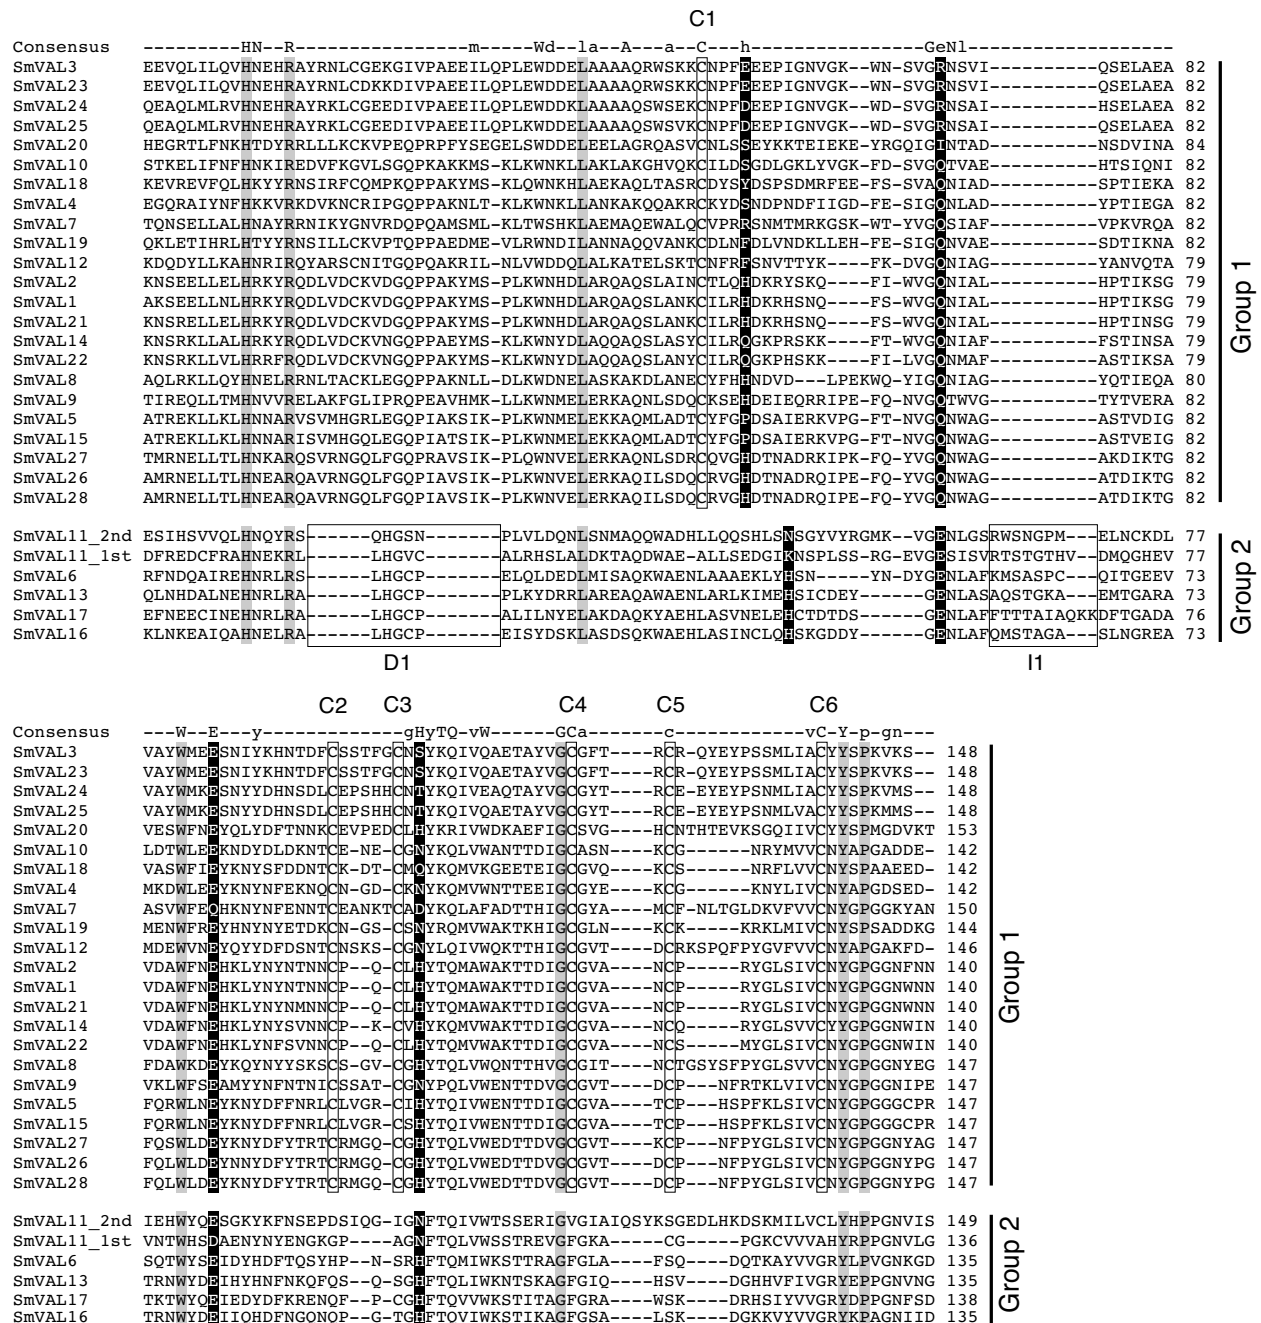 C1
Consensus ---------HN--R----------------m-----Wd--la--A--a--C---h----------------GeNl-------------------
SmVAL3 EEVQLILQVHNEHRAYRNLCGEKGIVPAEEILQPLEWDDELAAAAQRWSKKCNPFEEEPIGNVGK--WN-SVGRNSVI----------QSELAEA 82
SmVAL23 EEVQLILQVHNEHRAYRNLCDKKDIVPAEEILQPLEWDDELAAAAQRWSKKCNPFEEEPIGNVGK--WN-SVGRNSVI----------QSELAEA 82
SmVAL24 QEAQLMLRVHNEHRAYRKLCGEKDIVPAEEILQPLEWDDKLAAAAQSWSKKCNPFDEEPIGNVGK--WD-SVGRNSAI----------HSELAEA 82
SmVAL25 QEAQLMLRVHNEHRAYRKLCGEEDIVPAEEILQPLKWDDELAAAAQSWSVKCNPFDEEPIGNVGK--WD-SVGRNSAI----------QSELAEA 82
SmVAL20 HEGRTLFNKHTDYRRLLLKCKVPEQPRPFYSEGELSWDDELEELAGRQASVCNLSSEYKKTEIEKE-YRGQIGINTAD----------NSDVINA 84
SmVAL10 STKELIFNFHNKIREDVFKGVLSGQPKAKKMS-KLKWNKLLAKLAKGHVQKCILDSGDLGKLYVGK-FD-SVGQTVAE----------HTSIQNI 82
SmVAL18 KEVREVFQLHKYYRNSIRFCQMPKQPPAKYMS-KLQWNKHLAEKAQLTASRCDYSYDSPSDMRFEE-FS-SVAQNIAD----------SPTIEKA 82
SmVAL4 EGQRAIYNFHKKVRKDVKNCRIPGQPPAKNLT-KLKWNKLLANKAKQQAKRCKYDSNDPNDFIIGD-FE-SIGQNLAD----------YPTIEGA 82
SmVAL7 TQNSELLALHNAYRNIKYGNVRDQPQAMSML-KLTWSHKLAEMAQEWALQCVPRRSNMTMRKGSK-WT-YVGQSIAF----------VPKVRQA 82
SmVAL19 QKLETIHRLHTYYRNSILLCKVPTQPPAEDME-VLRWNDILANNAQQVANKCDLNFDLVNDKLLEH-FE-SIGQNVAE----------SDTIKNA 82
SmVAL12 KDQDYLLKAHNRIRQYARSCNITGQPQAKRIL-NLVWDDQLALKATELSKTCNFRFSNVTTYK----FK-DVGQNIAG----------YANVQTA 79
SmVAL2 KNSEELLELHRKYRQDLVDCKVDGQPPAKYMS-PLKWNHDLARQAQSLAINCTLQHDKRYSKQ----FI-WVGQNIAL----------HPTIKSG 79
SmVAL1 AKSEELLNLHRKYRQDLVDCKVDGQPPAKYMS-PLKWNHDLARQAQSLANKCILRHDKRHSNQ----FS-WVGQNIAL----------HPTIKSG 79
SmVAL21 KNSRELLELHRKYRQDLVDCKVDGQPPAKYMS-PLKWNHDLARQAQSLANKCILRHDKRHSNQ----FS-WVGQNIAL----------HPTINSG 79
SmVAL14 KNSRKLLALHRKYRQDLVDCKVNGQPPAEYMS-KLKWNYDLAQQAQSLASYCILRQGKPRSKK----FT-WVGQNIAF----------FSTINSA 79
SmVAL22 KNSRKLLVLHRRFRQDLVDCKVNGQPPAKYMS-KLKWNYDLAQQAQSLANYCILRQGKPHSKK----FI-LVGQNMAF----------ASTIKSA 79
SmVAL8 AQLRKLLQYHNELRRNLTACKLEGQPPAKNLL-DLKWDNELASKAKDLANECYFHHNDVD---LPEKWQ-YIGQNIAG----------YQTIEQA 80
SmVAL9 TIREQLLTMHNVVRELAKFGLIPRQPEAVHMK-LLKWNMELERKAQNLSDQCKSEHDEIEQRRIPE-FQ-NVGQTWVG----------TYTVERA 82
SmVAL5 ATREKLLKLHNNARVSVMHGRLEGQPIAKSIK-PLKWNMELEKKAQMLADTCYFGPDSAIERKVPG-FT-NVGQNWAG----------ASTVDIG 82
SmVAL15 ATREKLLKLHNNARISVMHGQLEGQPIATSIK-PLKWNMELEKKAQMLADTCYFGPDSAIERKVPG-FT-NVGQNWAG----------ASTVEIG 82
SmVAL27 TMRNELLTLHNKARQSVRNGQLFGQPRAVSIK-PLQWNVELERKAQNLSDRCQVGHDTNADRKIPK-FQ-NVGQNWAG----------AKDIKTG 82
SmVAL26 AMRNELLTLHNEARQAVRNGQLFGQPIAVSIK-PLKWNVELERKAQILSDQCRVGHDTNADRQIPE-FQ-YVGQNWAG----------ATDIKTG 82
SmVAL28 AMRNELLTLHNEARQAVRNGQLFGQPIAVSIK-PLKWNVELERKAQILSDQCRVGHDTNADRQIPE-FQ-YVGQNWAG----------ATDIKTG 82
Group 1
SmVAL11_2nd ESIHSVVQLHNQYRS------QHGSN-------PLVLDQNLSNMAQQWADHLLQQSHLSNSGYVYRGMK--VGENLGSRWSNGPM---ELNCKDL 77
SmVAL11_1st DFREDCFRAHNEKRL------LHGVC-------ALRHSLALDKTAQDWAE-ALLSEDGIKNSPLSS-RG-EVGESISVRTSTGTHV--DMQGHEV 77
SmVAL6 RFNDQAIREHNRLRS------LHGCP-------ELQLDEDLMISAQKWAENLAAAEKLYHSN----YN-DYGENLAFKMSASPC---QITGEEV 73
SmVAL13 QLNHDALNEHNRLRA------LHGCP-------PLKYDRRLAREAQAWAENLARLKIMEHSICDEY------GENLASAQSTGKA---EMTGARA 73
SmVAL17 EFNEECINEHNRLRA------LHGCP-------ALILNYELAKDAQKYAEHLASVNELEHCTDTDS------GENLAFFTTTAIAQKKDFTGADA 76
SmVAL16 KLNKEAIQAHNELRA------LHGCP-------EISYDSKLASDSQKWAEHLASINCLQHSKGDDY------GENLAFQMSTAGA---SLNGREA 73
Group 2
D1 I1
C2 C3 C4 C5 C6
Consensus ---W--E---y-------------gHyTQ-vW------GCa-------c------------vC-Y-p-gn--
SmVAL3 VAYWMEESNIYKHNTDFCSSTFGCNSYKQIVQAETAYVGCGFT----RCR-QYEYPSSMLIACYYSPKVKS-- 148
SmVAL23 VAYWMEESNIYKHNTDFCSSTFGCNSYKQIVQAETAYVGCGFT----RCR-QYEYPSSMLIACYYSPKVKS-- 148
SmVAL24 VAYWMKESNYYDHNSDLCEPSHHCNTYKQIVEAQTAYVGCGYT----RCE-EYEYPSNMLIACYYSPKVMS-- 148
SmVAL25 VAYWMKESNYYDHNSDLCEPSHHCNTYKQIVQAETAYVGCGYT----RCE-EYEYPSNMLVACYYSPKMMS-- 148
SmVAL20 VESWFNEYQLYDFTNNKCEVPEDCLHYKRIVWDKAEFIGCSVG----HCNTHTEVKSGQIIVCYYSPMGDVKT 153
SmVAL10 LDTWLEEKNDYDLDKNTCE-NE-CGNYKQLVWANTTDIGCASN----KCG------NRYMVVCNYAPGADDE- 142
SmVAL18 VASWFIEYKNYSFDDNTCK-DT-CMQYKQMVKGEETEIGCGVQ----KCS------NRFLVVCNYSPAAEED- 142
SmVAL4 MKDWLEEYKNYNFEKNQCN-GD-CKNYKQMVWNTTEEIGCGYE----KCG------KNYLIVCNYAPGDSED- 142
SmVAL7 ASVWFEQHKNYNFENNTCEANKTCADYKQLAFADTTHIGCGYA----MCF-NLTGLDKVFVVCNYGPGGKYAN 150
SmVAL19 MENWFREYHNYNYETDKCN-GS-CSNYRQMVWAKTKHIGCGLN----KCK------KRKLMIVCNYSPSADDKG 144
SmVAL12 MDEWVNEYQYYDFDSNTCNSKS-CGNYLQIVWQKTTHIGCGVT----DCRKSPQFPYGVFVVCNYAPGAKFD- 146
SmVAL2 VDAWFNEHKLYNYNTNNCP--Q-CLHYTQMAWAKTTDIGCGVA----NCP------RYGLSIVCNYGPGGNFNN 140
SmVAL1 VDAWFNEHKLYNYNTNNCP--Q-CLHYTQMAWAKTTDIGCGVA----NCP------RYGLSIVCNYGPGGNWNN 140
SmVAL21 VDAWFNEHKLYNYNMNNCP--Q-CLHYTQMAWAKTTDIGCGVA----NCP------RYGLSIVCNYGPGGNWNN 140
SmVAL14 VDAWFNEHKLYNYSVNNCP--K-CVHYKQMVWAKTTDIGCGVA----NCQ------RYGLSVVCYYGPGGNWIN 140
SmVAL22 VDAWFNEHKLYNFSVNNCP--Q-CLHYTQMVWAKTTDIGCGVA----NCS------MYGLSIVCNYGPGGNWIN 140
SmVAL8 FDAWKDEYKQYNYYSKSCS-GV-CGHYTQLVWQNTTHVGCGIT----NCTGSYSFPYGLSVVCNYGPGGNYEG 147
SmVAL9 VKLWFSEAMYYNFNTNICSSAT-CGNYPQLVWENTTDVGCGVT----DCP---NFRTKLVIVCNYGPGGNIPE 147
SmVAL5 FQRWLNEYKNYDFFNRLCLVGR-CIHYTQIVWENTTDIGCGVA----TCP---HSPFKLSIVCNYGPGGGCPR 147
SmVAL15 FQRWLNEYKNYDFFNRLCLVGR-CSHYTQIVWENTTDIGCGVA----TCP---HSPFKLSIVCNYGPGGGCPR 147
SmVAL27 FQSWLDEYKNYDFYTRTCRMGQ-CGHYTQLVWEDTTDVGCGVT----KCP---NFPYGLSIVCNYGPGGNYAG 147
SmVAL26 FQLWLDEYNNYDFYTRTCRMGQ-CGHYTQLVWEDTTDVGCGVT----DCP---NFPYGLSIVCNYGPGGNYPG 147
SmVAL28 FQLWLDEYKNYDFYTRTCRMGQ-CGHYTQLVWEDTTDVGCGVT----DCP---NFPYGLSIVCNYGPGGNYPG 147
Group 1
SmVAL11_2nd IEHWYQESGKYKFNSEPDSIQG-IGNFTQIVWTSSERIGVGIAIQSYKSGEDLHKDSKMILVCLYHPPGNVIS 149
SmVAL11_1st VNTWHSDAENYNYENGKGP----AGNFTQLVWSSTREVGFGKA----CG------PGKCVVVAHYRPPGNVLG 136
SmVAL6 SQTWYSEIDYHDFTQSYHP--N-SRHFTQMIWKSTTRAGFGLA----FSQ-----DQTKAYVVGRYLPVGNKGD 135
SmVAL13 TRNWYDEIHYHNFNKQFQS--Q-SGHFTQLIWKNTSKAGFGIQ----HSV-----DGHHVFIVGRYEPPGNVNG 135
SmVAL17 TKTWYQEIEDYDFKRENQF--P-CGHFTQVVWKSTITAGFGRA----WSK-----DRHSIYVVGRYDPPGNFSD 138
SmVAL16 TRNWYDEIIQHDFNGQNQP--G-TGHFTQVIWKSTIKAGFGSA----LSK-----DGKKVYVVGRYKPAGNIID 135
Group 2